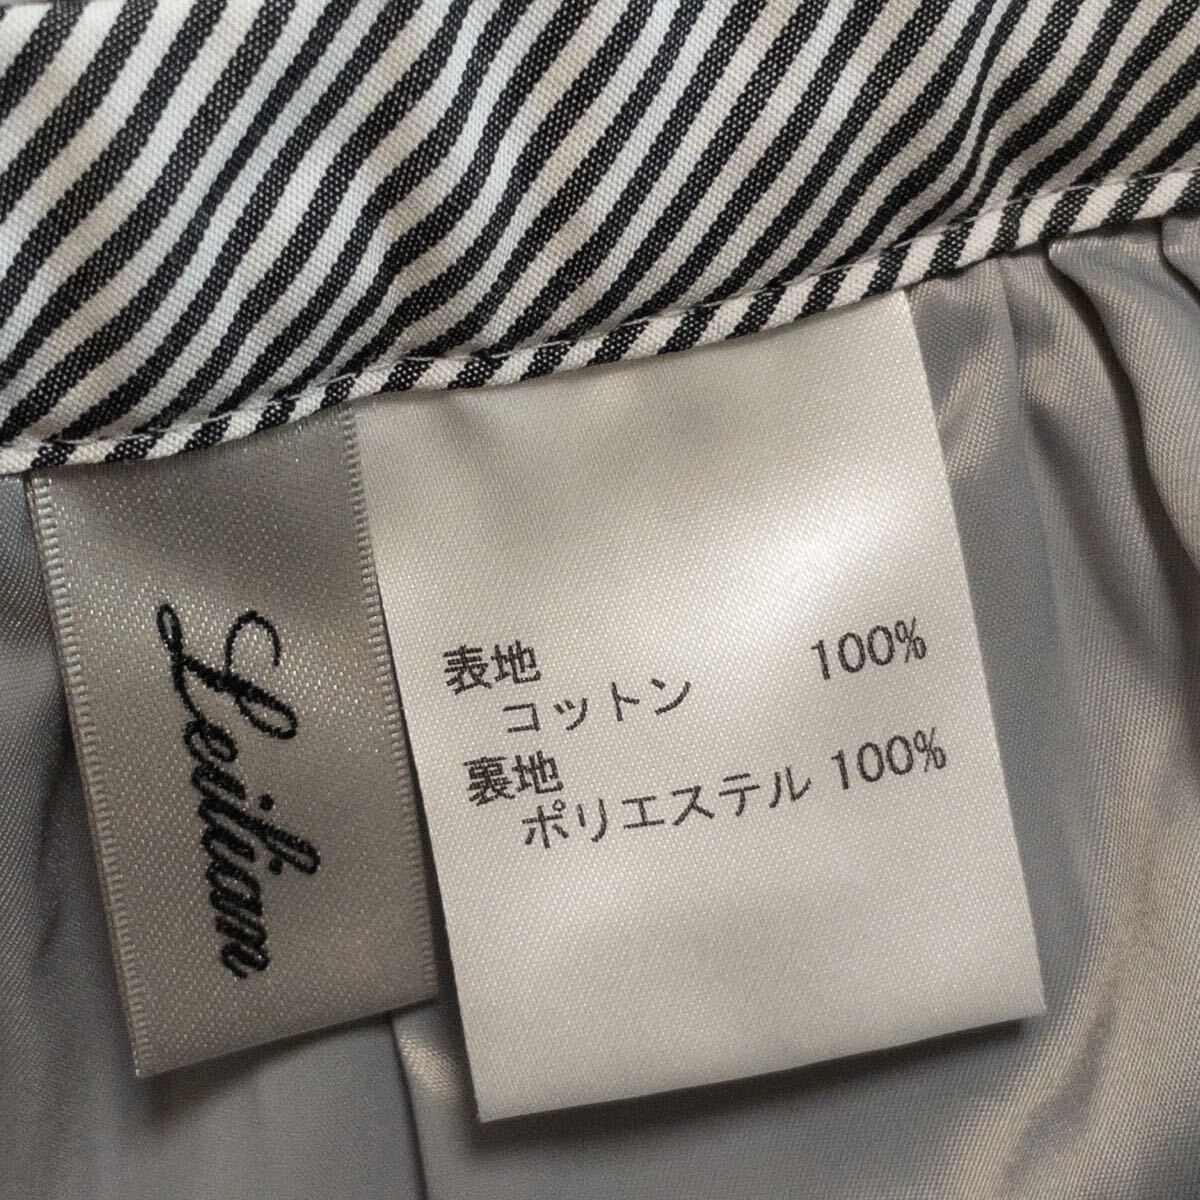 Leilian
表地
コットン 100%
裏地
ポリエステル 100%